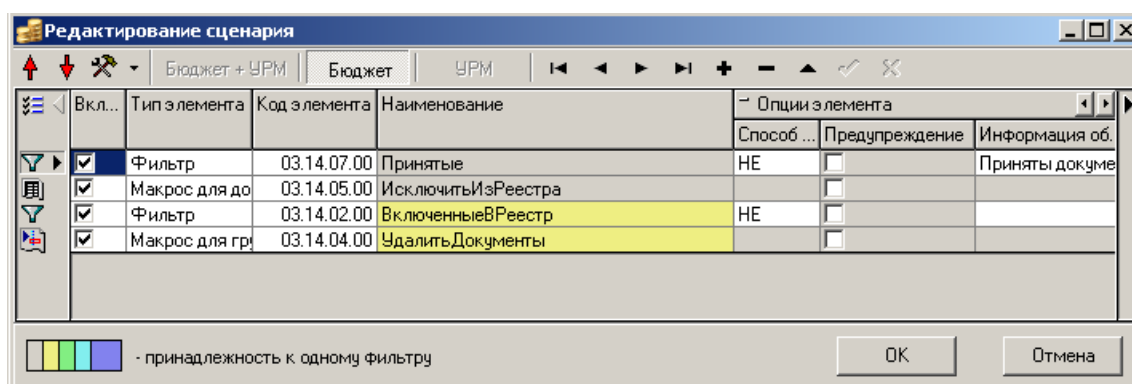 Редактирование сценария
Бюджет + УРМ Бюджет УРМ
Вкл... Тип элемента Код элемента Наименование Опции элемента
Способ ... Предупреждение Информация об.
Фильтр 03.14.07.00 Принятые НЕ Приняты докуме
Макрос для до 03.14.05.00 ИсключитьИзРеестра
Фильтр 03.14.02.00 ВключенныеВРеестр НЕ
Макрос для гру 03.14.04.00 УдалитьДокументы
- принадлежность к одному фильтру ОК Отмена